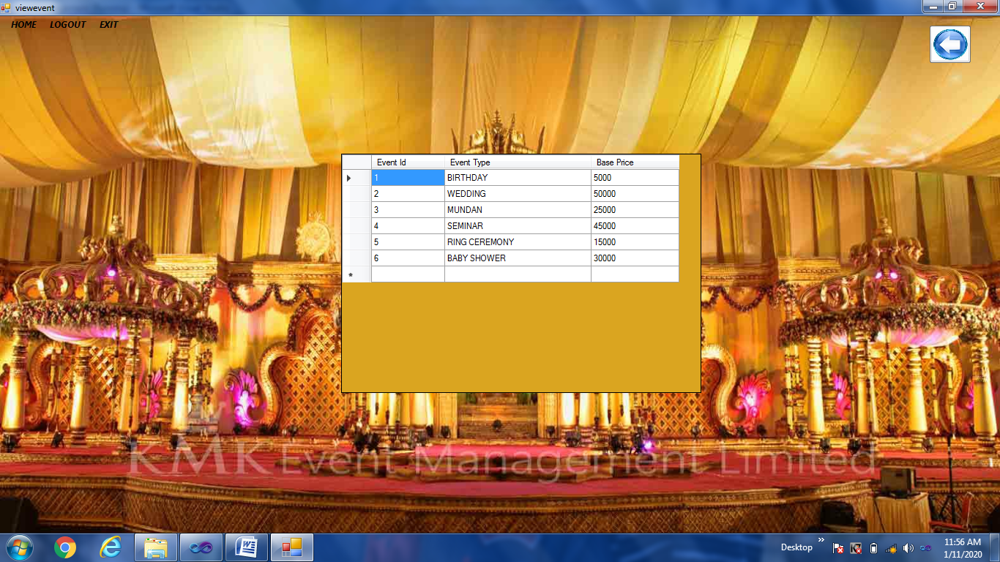 viewevent
HOME LOGOUT EXIT
Event Id Event Type Base Price
1 BIRTHDAY 5000
2 WEDDING 50000
3 MUNDAN 25000
4 SEMINAR 45000
5 RING CEREMONY 15000
6 BABY SHOWER 30000
*
KMK Event Management Limited
Desktop
11:56 AM
1/11/2020